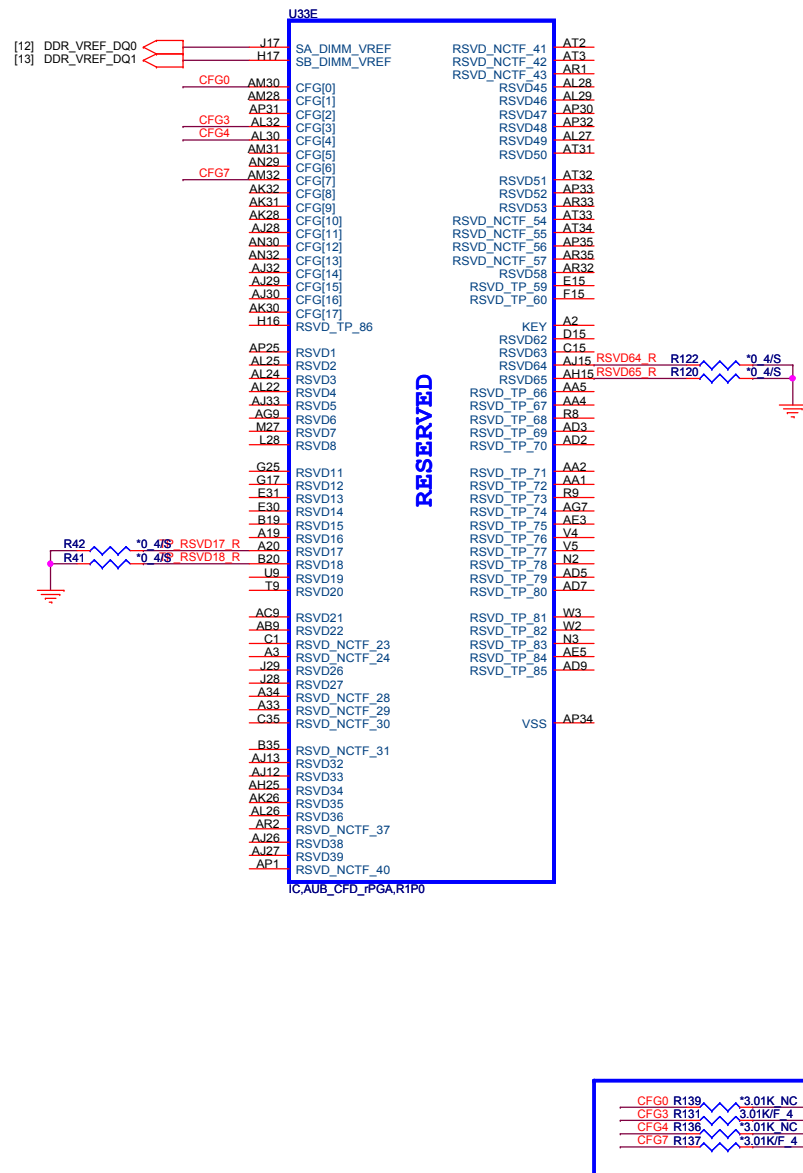 U33E
[12] DDR_VREF_DQ0 J17 SA_DIMM_VREF RSVD_NCTF_41 AT2
[13] DDR_VREF_DQ1 H17 SB_DIMM_VREF RSVD_NCTF_42 AT3
RSVD_NCTF_43 AR1
CFG0 AM30 CFG[0] RSVD45 AL28
AM28 CFG[1] RSVD46 AL29
AP31 CFG[2] RSVD47 AP30
CFG3 AL32 CFG[3] RSVD48 AP32
CFG4 AL30 CFG[4] RSVD49 AL27
AM31 CFG[5] RSVD50 AT31
AN29 CFG[6]
CFG7 AM32 CFG[7] RSVD51 AT32
AK32 CFG[8] RSVD52 AP33
AK31 CFG[9] RSVD53 AR33
AK28 CFG[10] RSVD_NCTF_54 AT33
AJ28 CFG[11] RSVD_NCTF_55 AT34
AN30 CFG[12] RSVD_NCTF_56 AP35
AN32 CFG[13] RSVD_NCTF_57 AR35
AJ32 CFG[14] RSVD58 AR32
AJ29 CFG[15] RSVD_TP_59 E15
AJ30 CFG[16] RSVD_TP_60 F15
AK30 CFG[17]
H16 RSVD_TP_86 KEY A2
RSVD62 D15
AP25 RSVD1 RSVD63 C15
AL25 RSVD2 RSVD64 AJ15 RSVD64_R R122 *0_4/S
AL24 RSVD3 RSVD65 AH15 RSVD65_R R120 *0_4/S
AL22 RSVD4 RSVD_TP_66 AA5
AJ33 RSVD5 RSVD_TP_67 AA4
AG9 RSVD6 RSVD_TP_68 R8
M27 RSVD7 RSVD_TP_69 AD3
L28 RSVD8 RSVD_TP_70 AD2
RESERVED
G25 RSVD11 RSVD_TP_71 AA2
G17 RSVD12 RSVD_TP_72 AA1
E31 RSVD13 RSVD_TP_73 R9
E30 RSVD14 RSVD_TP_74 AG7
B19 RSVD15 RSVD_TP_75 AE3
A19 RSVD16 RSVD_TP_76 V4
R42 *0_4/S TP_RSVD17_R A20 RSVD17 RSVD_TP_77 V5
R41 *0_4/S TP_RSVD18_R B20 RSVD18 RSVD_TP_78 N2
U9 RSVD19 RSVD_TP_79 AD5
T9 RSVD20 RSVD_TP_80 AD7
AC9 RSVD21 RSVD_TP_81 W3
AB9 RSVD22 RSVD_TP_82 W2
C1 RSVD_NCTF_23 RSVD_TP_83 N3
A3 RSVD_NCTF_24 RSVD_TP_84 AE5
J29 RSVD26 RSVD_TP_85 AD9
J28 RSVD27
A34 RSVD_NCTF_28
A33 RSVD_NCTF_29
C35 RSVD_NCTF_30 VSS AP34
B35 RSVD_NCTF_31
AJ13 RSVD32
AJ12 RSVD33
AH25 RSVD34
AK26 RSVD35
AL26 RSVD36
AR2 RSVD_NCTF_37
AJ26 RSVD38
AJ27 RSVD39
AP1 RSVD_NCTF_40
IC,AUB_CFD_rPGA,R1P0
CFG0 R139 *3.01K_NC
CFG3 R131 3.01K/F_4
CFG4 R136 *3.01K_NC
CFG7 R137 *3.01K/F_4